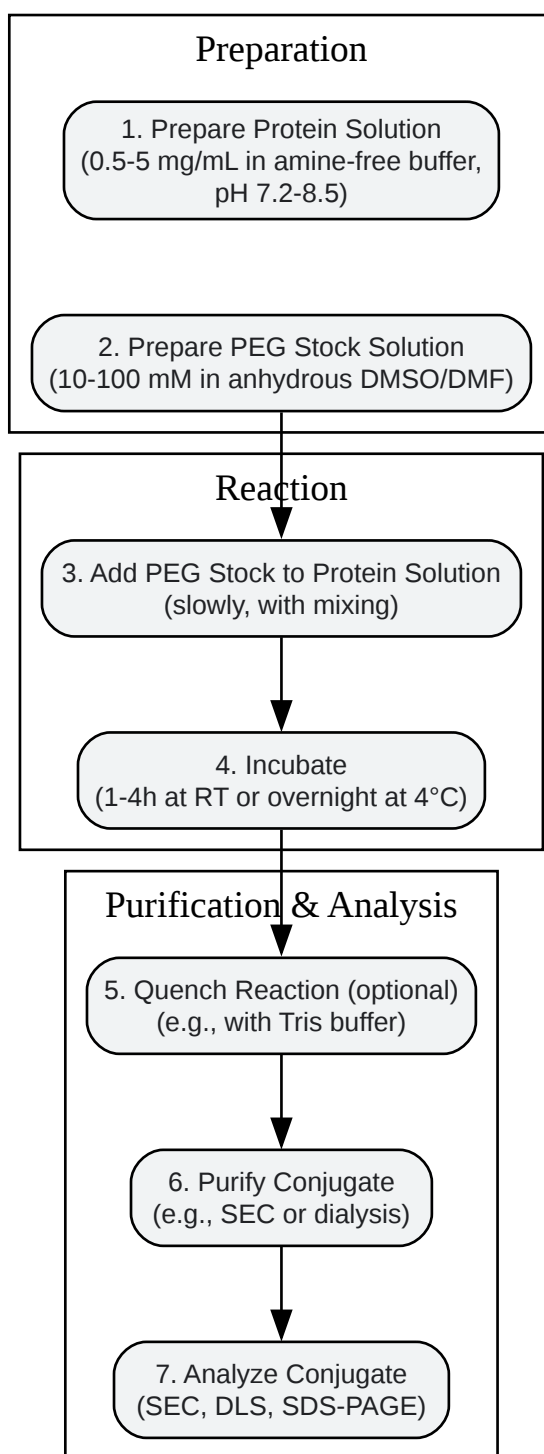 Preparation
1. Prepare Protein Solution
(0.5-5 mg/mL in amine-free buffer,
pH 7.2-8.5)
2. Prepare PEG Stock Solution
(10-100 mM in anhydrous DMSO/DMF)
Reaction
3. Add PEG Stock to Protein Solution
(slowly, with mixing)
4. Incubate
(1-4h at RT or overnight at 4°C)
Purification & Analysis
5. Quench Reaction (optional)
(e.g., with Tris buffer)
6. Purify Conjugate
(e.g., SEC or dialysis)
7. Analyze Conjugate
(SEC, DLS, SDS-PAGE)